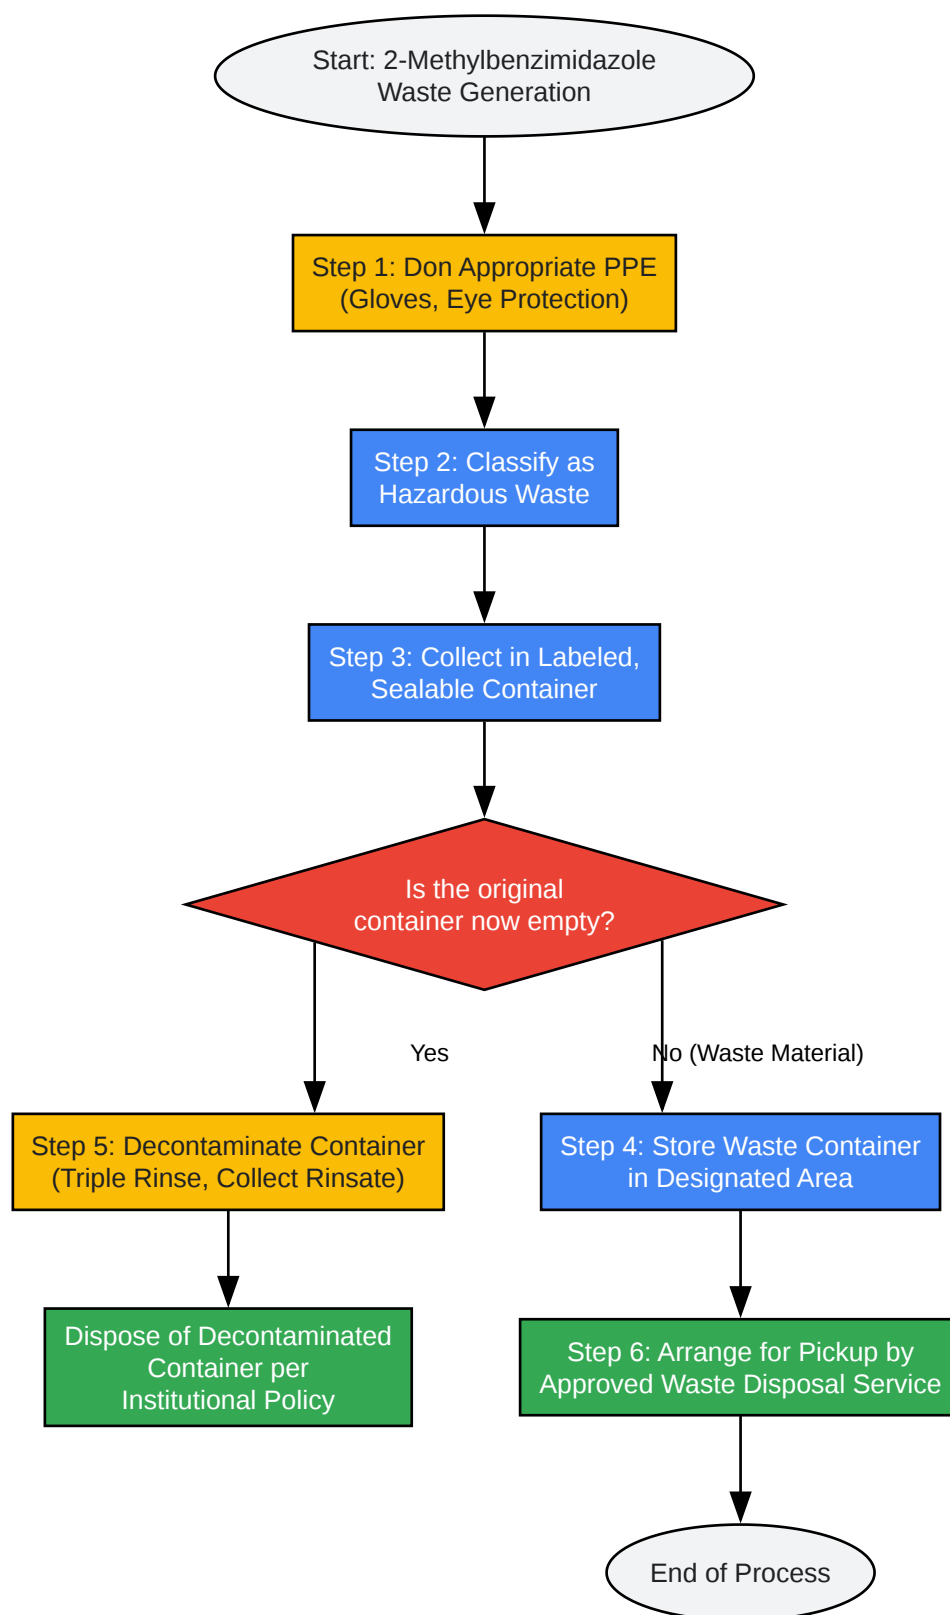 Start: 2-Methylbenzimidazole
Waste Generation
Step 1: Don Appropriate PPE
(Gloves, Eye Protection)
Step 2: Classify as
Hazardous Waste
Step 3: Collect in Labeled,
Sealable Container
Is the original
container now empty?
Yes
No (Waste Material)
Step 5: Decontaminate Container
(Triple Rinse, Collect Rinsate)
Step 4: Store Waste Container
in Designated Area
Dispose of Decontaminated
Container per
Institutional Policy
Step 6: Arrange for Pickup by
Approved Waste Disposal Service
End of Process